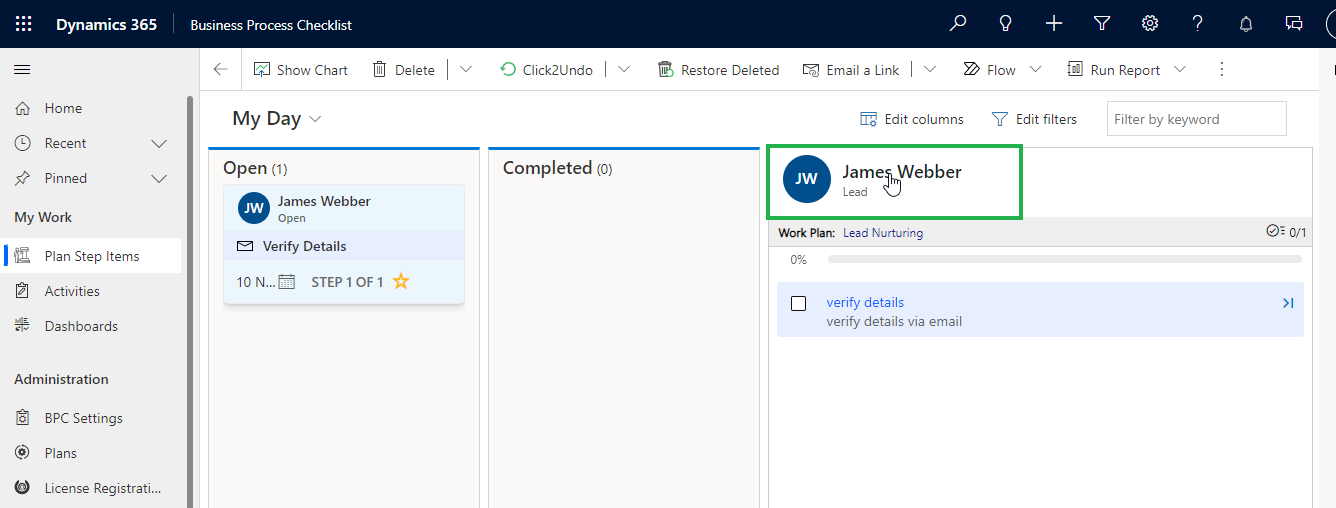 Dynamics 365 Business Process Checklist
Show Chart Delete Click2Undo Restore Deleted Email a Link Flow Run Report
Home
Recent
Pinned
My Work
Plan Step Items
Activities
Dashboards
Administration
BPC Settings
Plans
License Registrati...
My Day
Edit columns Edit filters Filter by keyword
Open (1)
JW James Webber
Open
Verify Details
10 N... STEP 1 OF 1
Completed (0)
JW James Webber
Lead
Work Plan: Lead Nurturing 0/1
0%
verify details
verify details via email